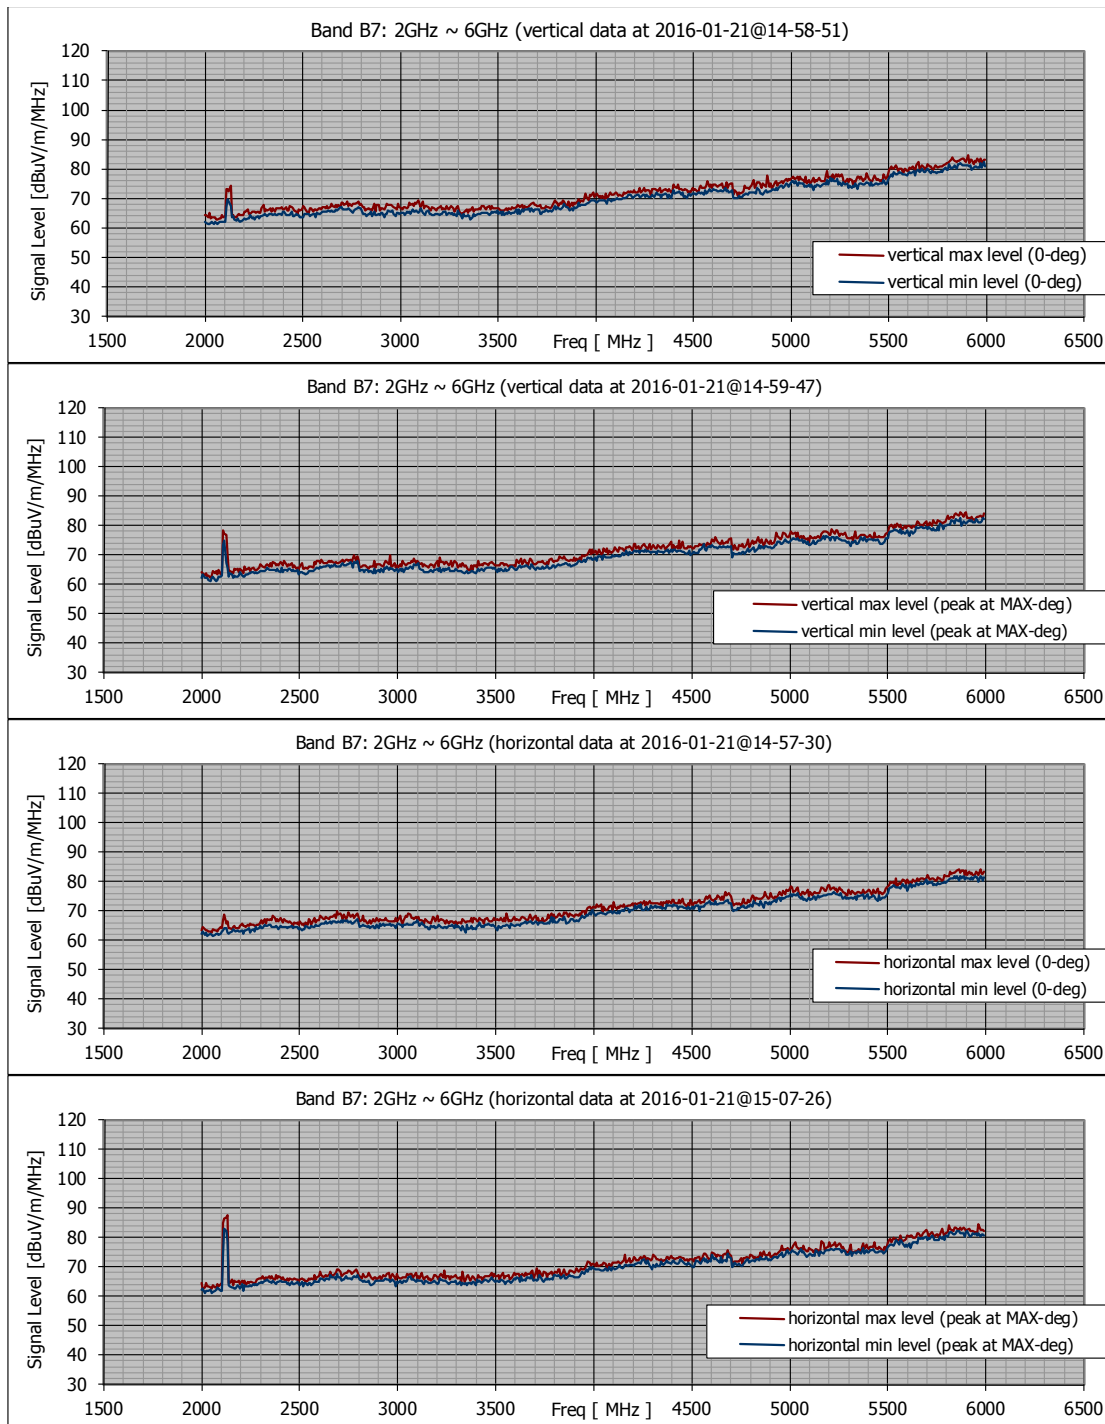 Band B7: 2GHz ~ 6GHz (vertical data at 2016-01-21@14-58-51)
Signal Level [dBuV/m/MHz]
120
110
100
90
80
70
60
50
40
30
vertical max level (0-deg)
vertical min level (0-deg)
1500 2000 2500 3000 3500 Freq [ MHz ] 4500 5000 5500 6000 6500
Band B7: 2GHz ~ 6GHz (vertical data at 2016-01-21@14-59-47)
Signal Level [dBuV/m/MHz]
120
110
100
90
80
70
60
50
40
30
vertical max level (peak at MAX-deg)
vertical min level (peak at MAX-deg)
1500 2000 2500 3000 3500 Freq [ MHz ] 4500 5000 5500 6000 6500
Band B7: 2GHz ~ 6GHz (horizontal data at 2016-01-21@14-57-30)
Signal Level [dBuV/m/MHz]
120
110
100
90
80
70
60
50
40
30
horizontal max level (0-deg)
horizontal min level (0-deg)
1500 2000 2500 3000 3500 Freq [ MHz ] 4500 5000 5500 6000 6500
Band B7: 2GHz ~ 6GHz (horizontal data at 2016-01-21@15-07-26)
Signal Level [dBuV/m/MHz]
120
110
100
90
80
70
60
50
40
30
horizontal max level (peak at MAX-deg)
horizontal min level (peak at MAX-deg)
1500 2000 2500 3000 3500 Freq [ MHz ] 4500 5000 5500 6000 6500